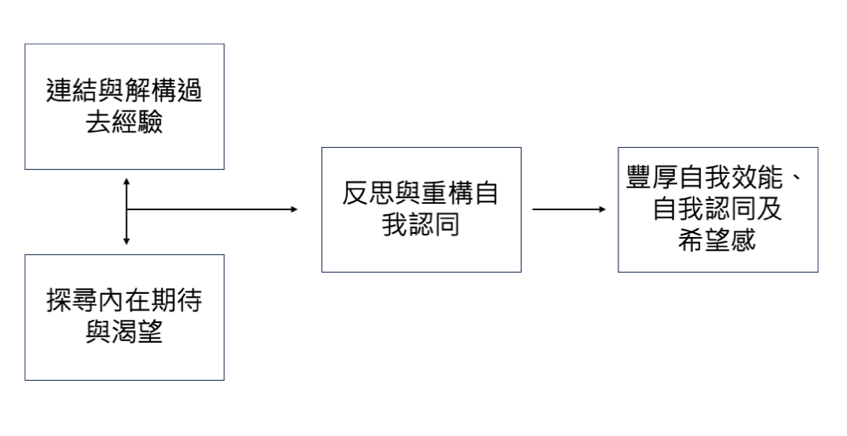 連結與解構過
去經驗
探尋內在期待
與渴望
反思與重構自
我認同
豐厚自我效能、
自我認同及
希望感